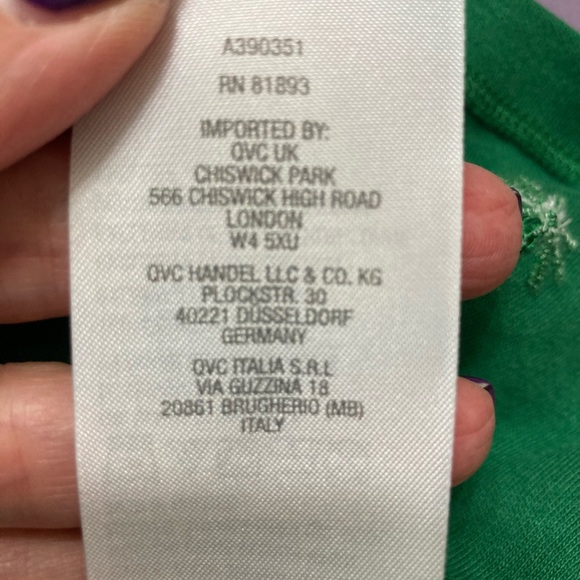 A390351
RN 81893
IMPORTED BY:
QVC UK
CHISWICK PARK
566 CHISWICK HIGH ROAD
LONDON
W4 5XU
QVC HANDEL LLC & CO. KG
PLOCKSTR. 30
40221 DUSSELDORF
GERMANY
QVC ITALIA S.R.L
VIA GUZZINA 18
20861 BRUGHERIO (MB)
ITALY